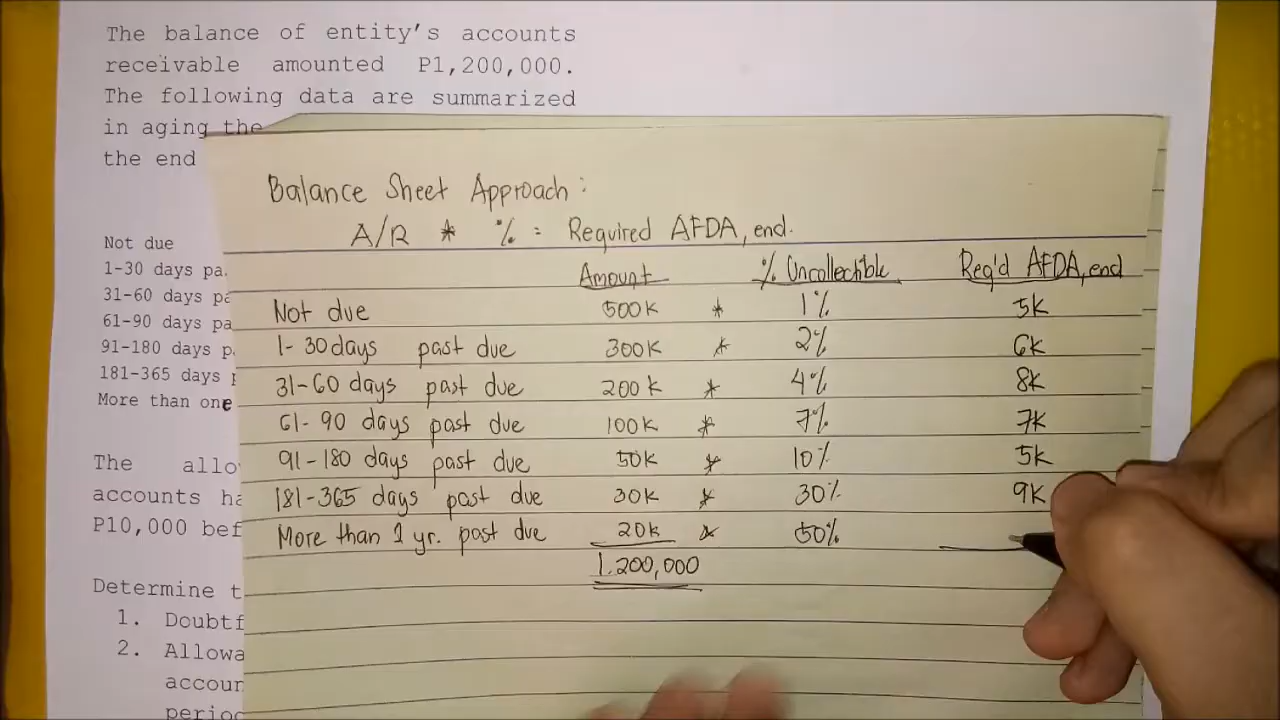 The balance of entity's accounts
receivable amounted P1,200,000.
The following data are summarized
in aging the
the end
Balance Sheet Approach:
A/R * % = Required AFDA, end.
Amount % Uncollectible Req'd AFDA, end
Not due 500K * 1% 5K
1-30 days past due 300K * 2% 6K
31-60 days past due 200K * 4% 8K
61-90 days past due 100K * 7% 7K
91-180 days past due 50K * 10% 5K
181-365 days past due 30K * 30% 9K
More than 1 yr. past due 20K * 50%
1,200,000
Not due
1-30 days pa
31-60 days pa
61-90 days pa
91-180 days p
181-365 days p
More than one
The allo
accounts ha
P10,000 bef
Determine t
1. Doubtf
2. Allowa
accoun
perio